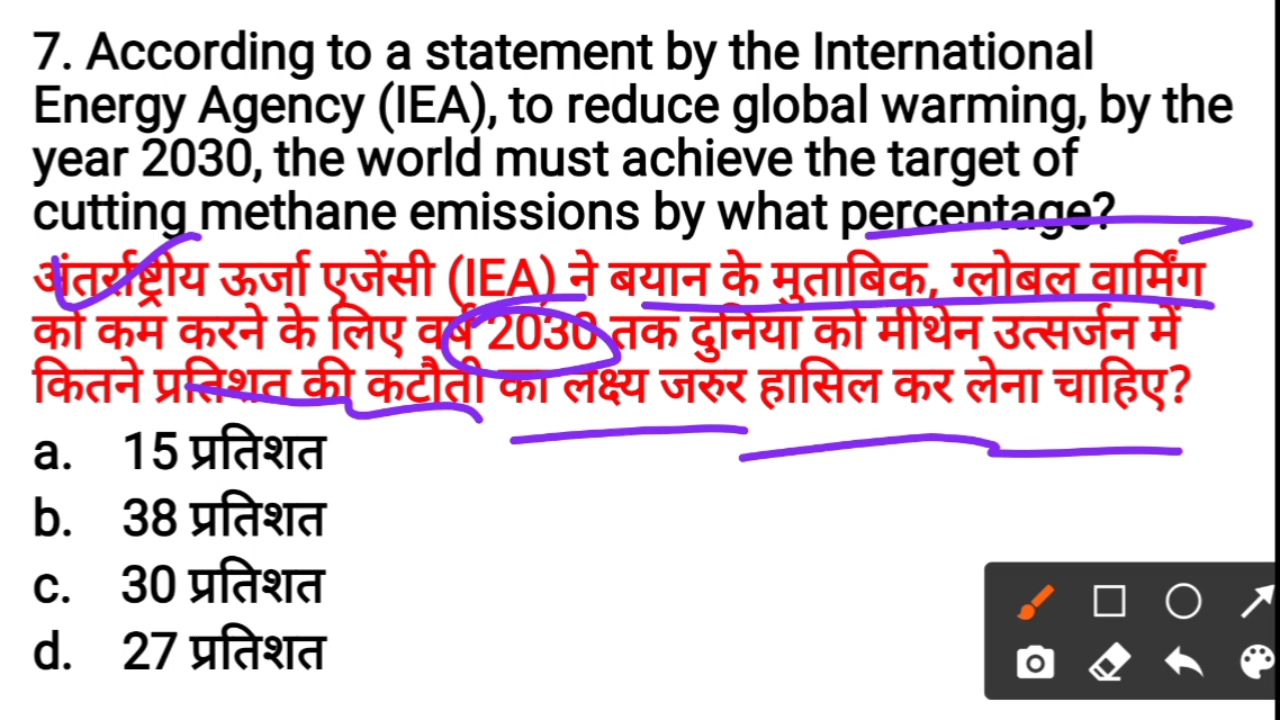 7. According to a statement by the International
Energy Agency (IEA), to reduce global warming, by the
year 2030, the world must achieve the target of
cutting methane emissions by what percentage?
अंतर्राष्ट्रीय ऊर्जा एजेंसी (IEA) ने बयान के मुताबिक, ग्लोबल वार्मिंग
को कम करने के लिए वर्ष 2030 तक दुनिया को मीथेन उत्सर्जन में
कितने प्रतिशत की कटौती का लक्ष्य जरुर हासिल कर लेना चाहिए?
a. 15 प्रतिशत
b. 38 प्रतिशत
c. 30 प्रतिशत
d. 27 प्रतिशत